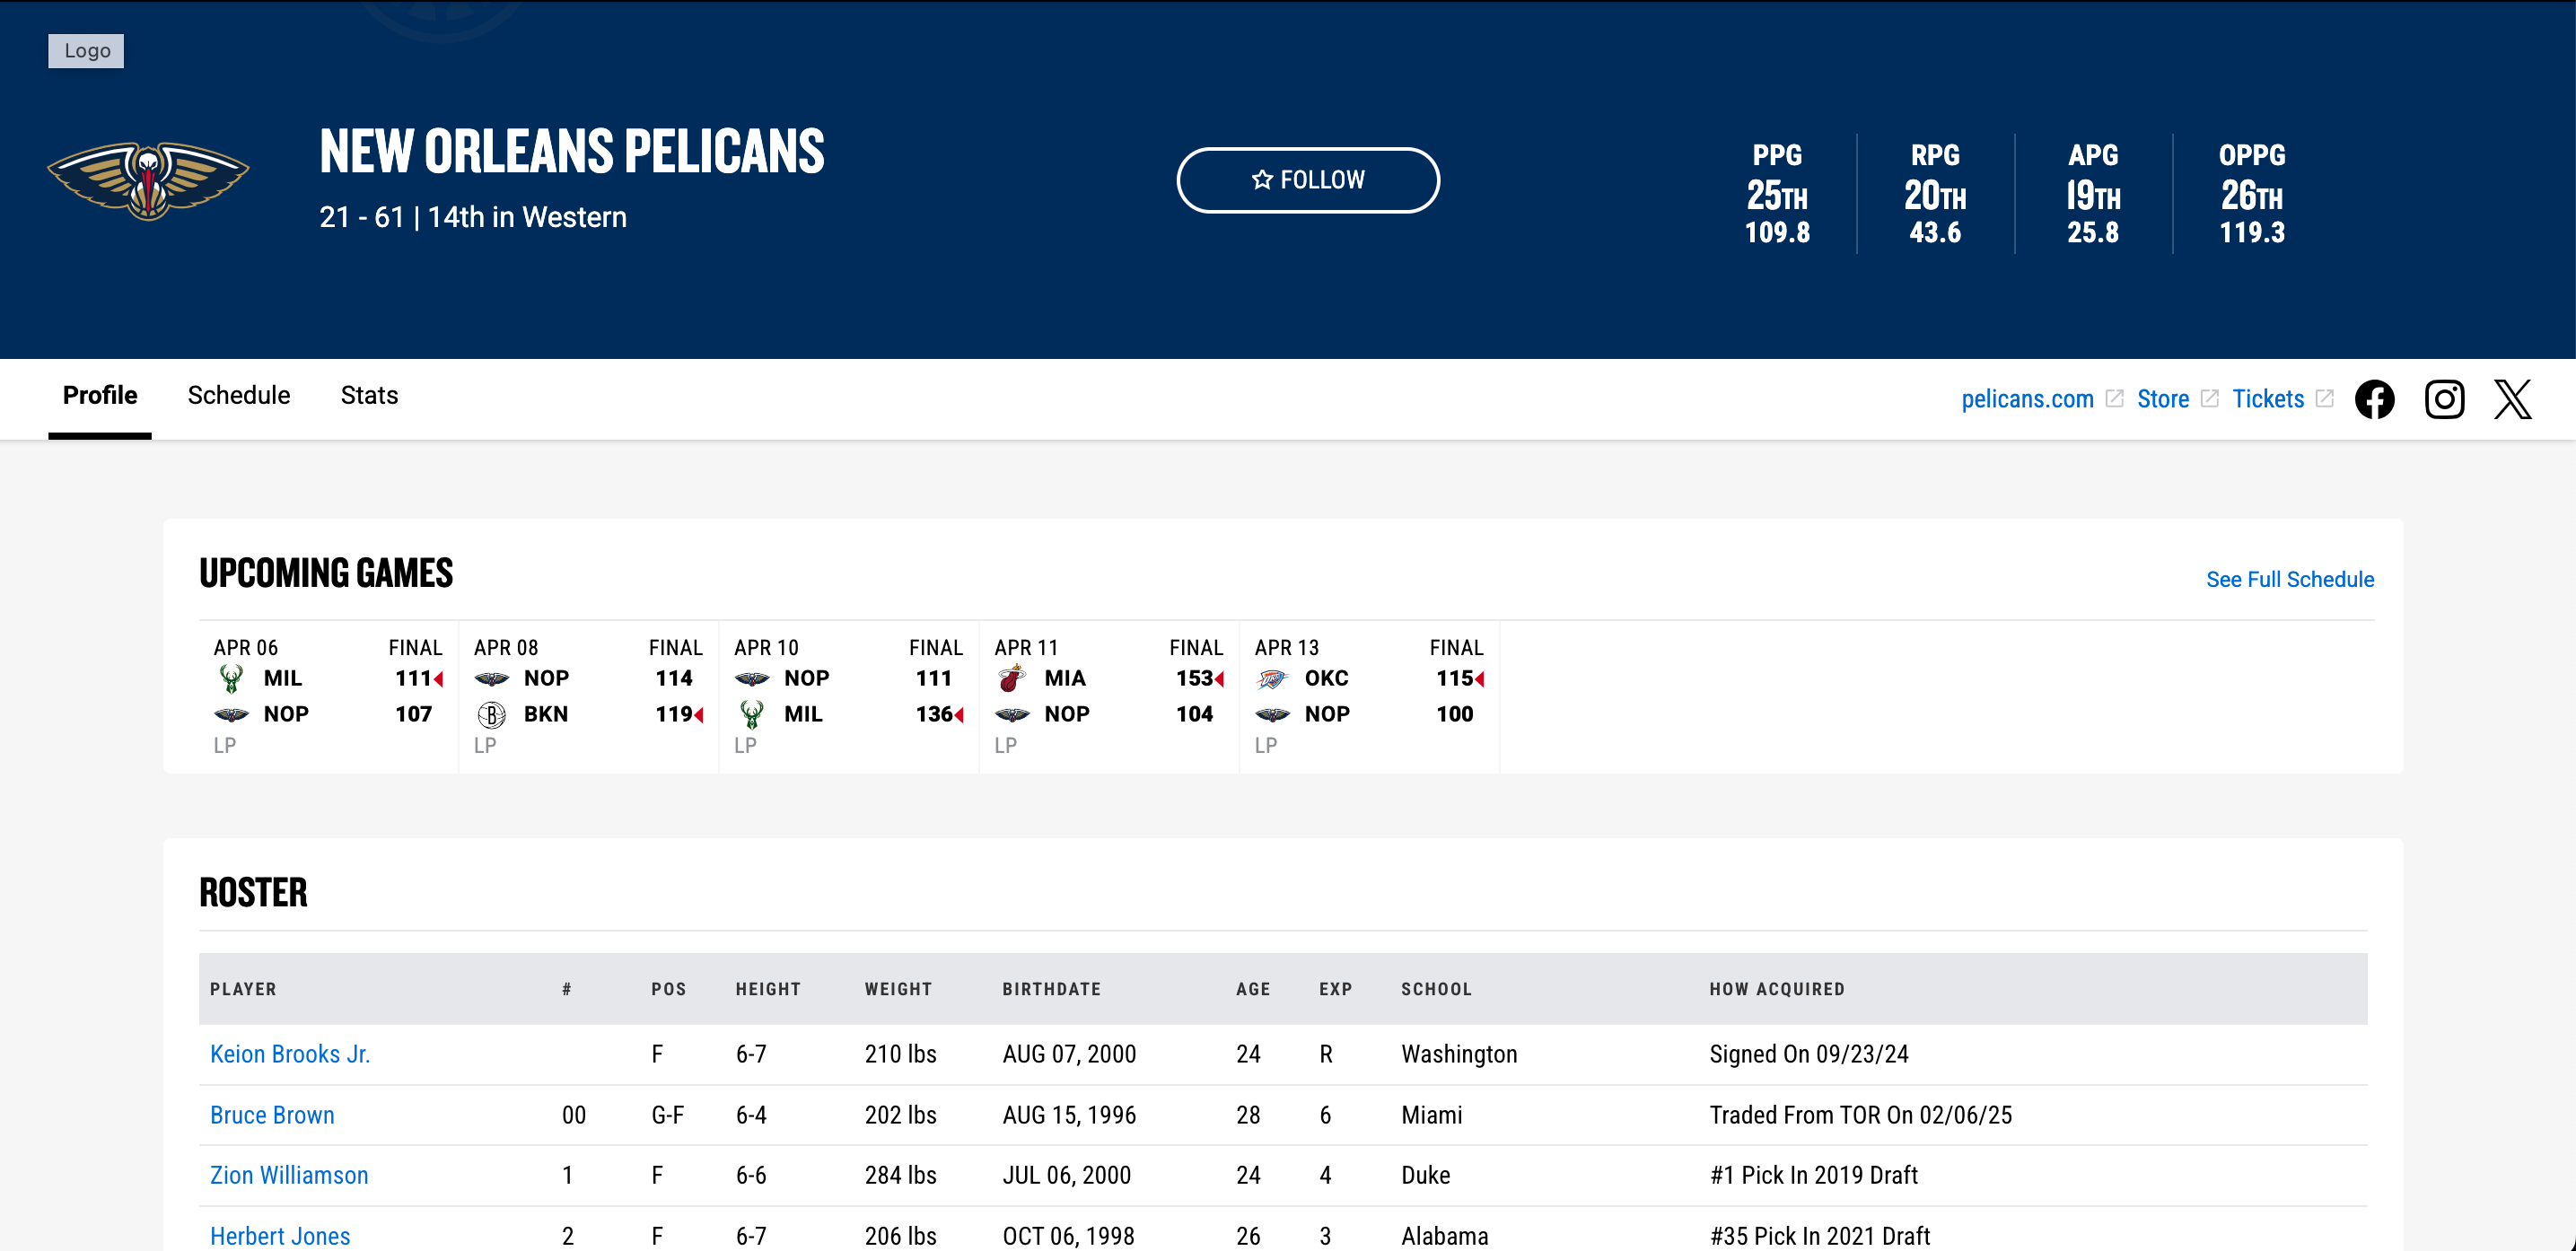 Logo
NEW ORLEANS PELICANS
21 - 61 | 14th in Western
FOLLOW
PPG RPG APG OPPG
25TH 20TH 19TH 26TH
109.8 43.6 25.8 119.3
Profile Schedule Stats
pelicans.com Store Tickets
UPCOMING GAMES
See Full Schedule
APR 06 FINAL
MIL 111
NOP 107
LP
APR 08 FINAL
NOP 114
BKN 119
LP
APR 10 FINAL
NOP 111
MIL 136
LP
APR 11 FINAL
MIA 153
NOP 104
LP
APR 13 FINAL
OKC 115
NOP 100
LP
ROSTER
PLAYER # POS HEIGHT WEIGHT BIRTHDATE AGE EXP SCHOOL HOW ACQUIRED
Keion Brooks Jr. F 6-7 210 lbs AUG 07, 2000 24 R Washington Signed On 09/23/24
Bruce Brown 00 G-F 6-4 202 lbs AUG 15, 1996 28 6 Miami Traded From TOR On 02/06/25
Zion Williamson 1 F 6-6 284 lbs JUL 06, 2000 24 4 Duke #1 Pick In 2019 Draft
Herbert Jones 2 F 6-7 206 lbs OCT 06, 1998 26 3 Alabama #35 Pick In 2021 Draft